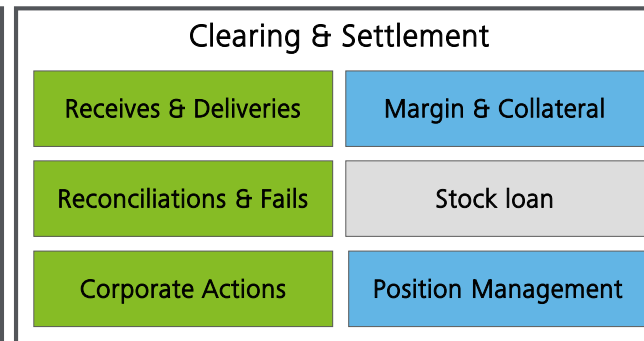 Clearing & Settlement
Receives & Deliveries
Margin & Collateral
Reconciliations & Fails
Stock loan
Corporate Actions
Position Management